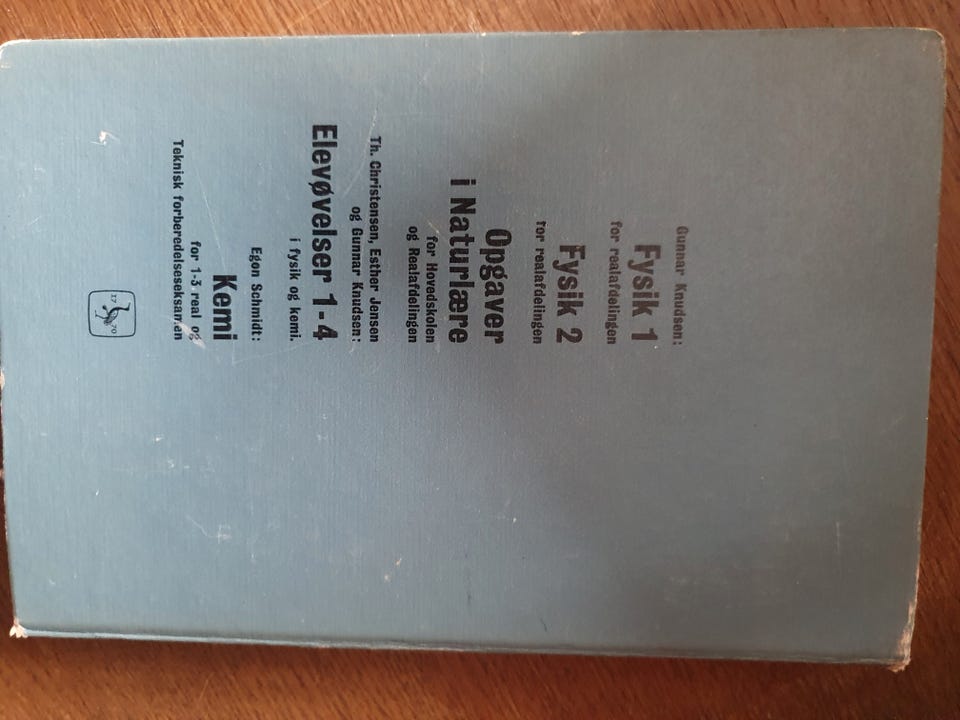 Gunnar Knudsen:
Fysik 1
for realafdelingen
Fysik 2
for realafdelingen
Opgaver
i Naturlære
for Hovedskolen
og Realafdelingen
Th. Christensen, Esther Jensen
og Gunnar Knudsen:
Elevøvelser 1-4
i fysik og kemi.
Egon Schmidt:
Kemi
for 1-3 real og
Teknisk forberedelseseksamen
17
70